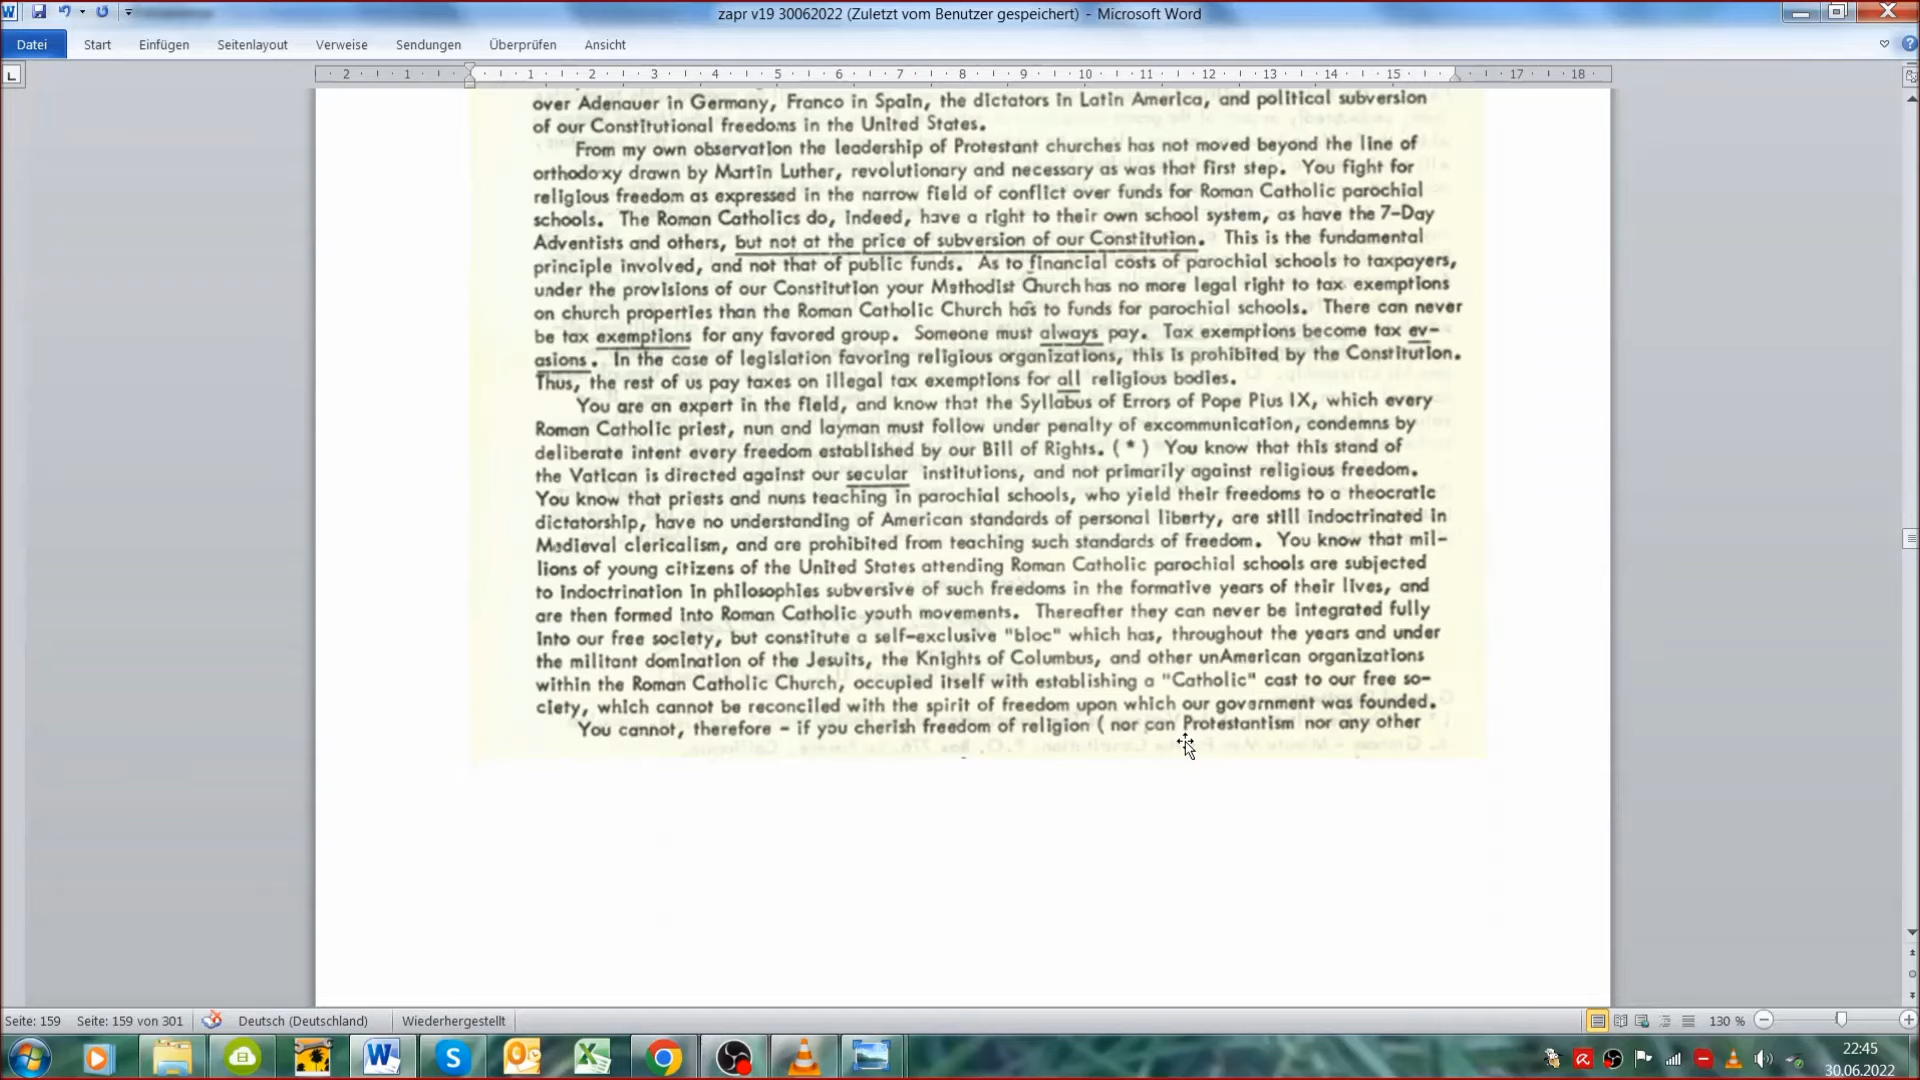 zapr v19 30062022 (Zuletzt vom Benutzer gespeichert) - Microsoft Word
Datei Start Einfügen Seitenlayout Verweise Sendungen Überprüfen Ansicht
2 1 1 2 3 4 5 6 7 8 9 10 11 12 13 14 15 17 18
over Adenauer in Germany, Franco in Spain, the dictators in Latin America, and political subversion
of our Constitutional freedoms in the United States.
From my own observation the leadership of Protestant churches has not moved beyond the line of
orthodoxy drawn by Martin Luther, revolutionary and necessary as was that first step. You fight for
religious freedom as expressed in the narrow field of conflict over funds for Roman Catholic parochial
schools. The Roman Catholics do, indeed, have a right to their own school system, as have the 7-Day
Adventists and others, but not at the price of subversion of our Constitution. This is the fundamental
principle involved, and not that of public funds. As to financial costs of parochial schools to taxpayers,
under the provisions of our Constitution your Methodist Church has no more legal right to tax exemptions
on church properties than the Roman Catholic Church has to funds for parochial schools. There can never
be tax exemptions for any favored group. Someone must always pay. Tax exemptions become tax ev-
asions. In the case of legislation favoring religious organizations, this is prohibited by the Constitution.
Thus, the rest of us pay taxes on illegal tax exemptions for all religious bodies.
You are an expert in the field, and know that the Syllabus of Errors of Pope Pius IX, which every
Roman Catholic priest, nun and layman must follow under penalty of excommunication, condemns by
deliberate intent every freedom established by our Bill of Rights. (*) You know that this stand of
the Vatican is directed against our secular institutions, and not primarily against religious freedom.
You know that priests and nuns teaching in parochial schools, who yield their freedoms to a theocratic
dictatorship, have no understanding of American standards of personal liberty, are still indoctrinated in
Medieval clericalism, and are prohibited from teaching such standards of freedom. You know that mil-
lions of young citizens of the United States attending Roman Catholic parochial schools are subjected
to indoctrination in philosophies subversive of such freedoms in the formative years of their lives, and
are then formed into Roman Catholic youth movements. Thereafter they can never be integrated fully
into our free society, but constitute a self-exclusive "bloc" which has, throughout the years and under
the militant domination of the Jesuits, the Knights of Columbus, and other unAmerican organizations
within the Roman Catholic Church, occupied itself with establishing a "Catholic" cast to our free so-
ciety, which cannot be reconciled with the spirit of freedom upon which our government was founded.
You cannot, therefore - if you cherish freedom of religion ( nor can Protestantism nor any other
Seite: 159 Seite: 159 von 301 Deutsch (Deutschland) Wiederhergestellt 130 %
22:45
30.06.2022